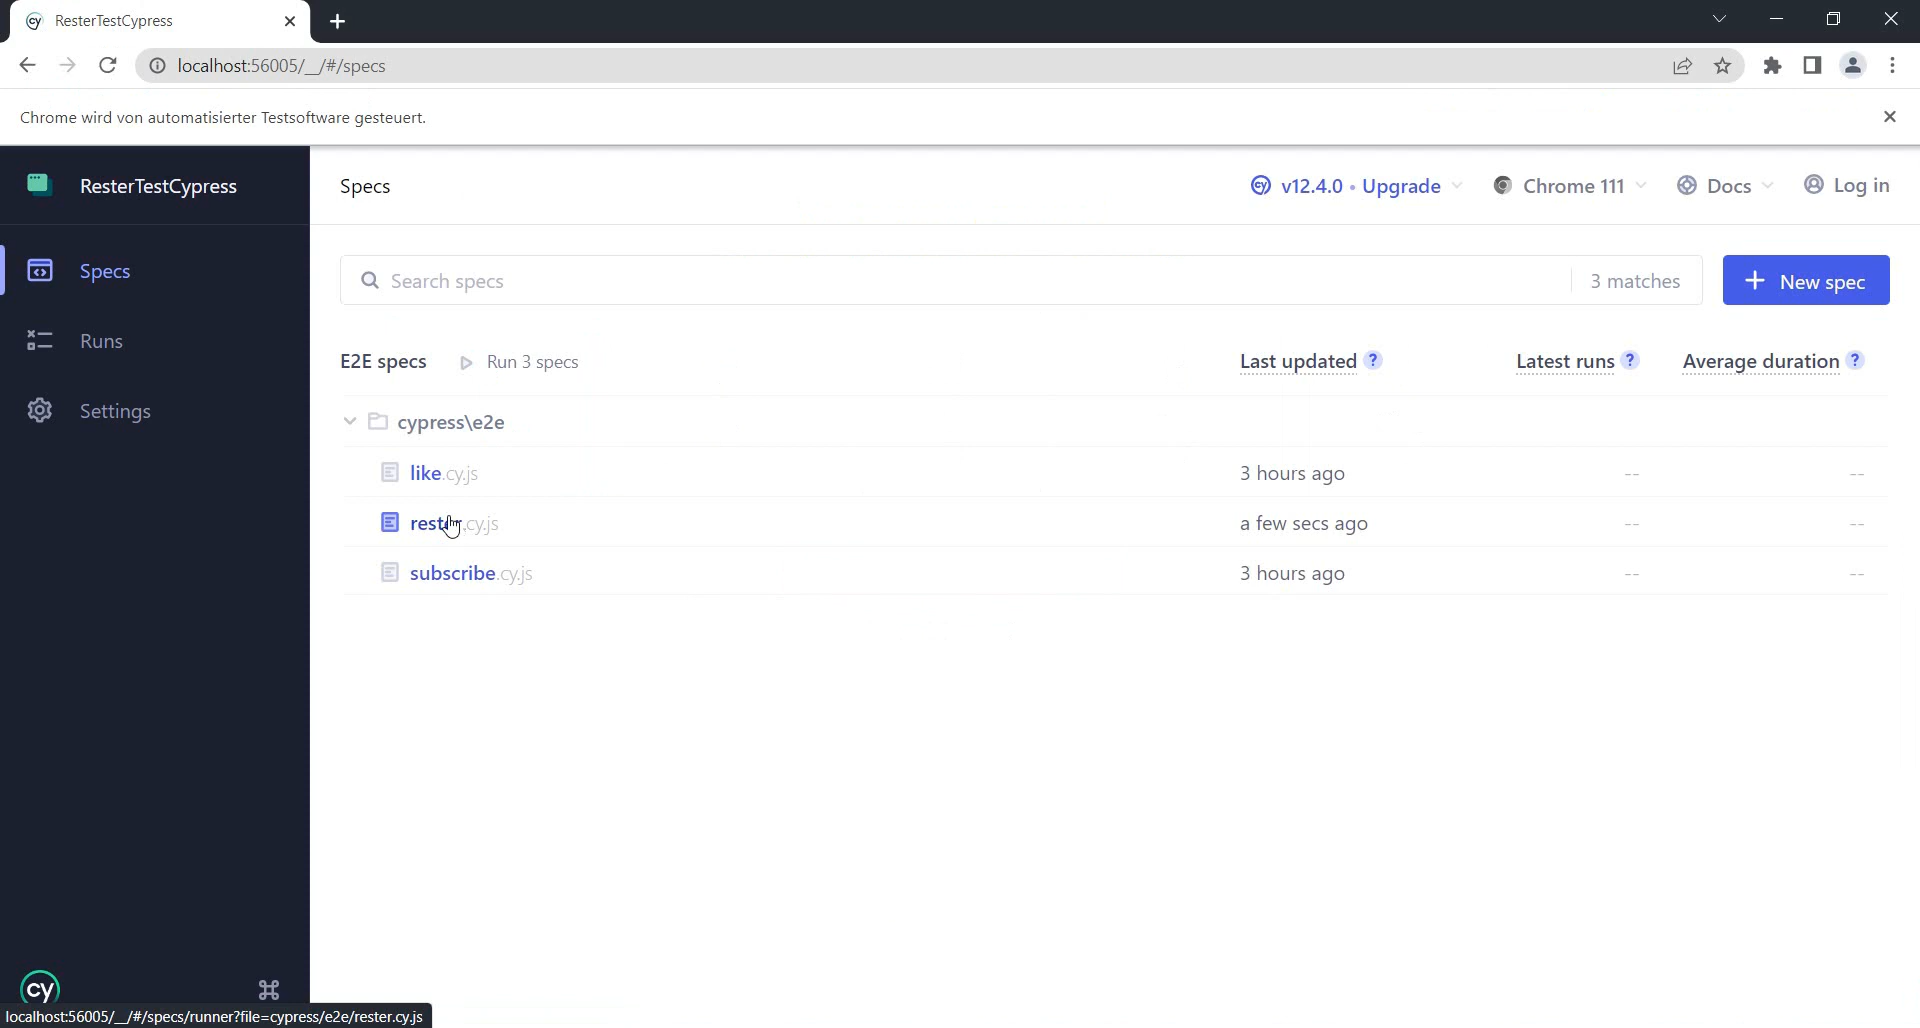 cy ResterTestCypress
localhost:56005/__/#/specs
Chrome wird von automatisierter Testsoftware gesteuert.
ResterTestCypress
Specs
v12.4.0 • Upgrade
Chrome 111
Docs
Log in
Specs
Runs
Settings
Search specs
3 matches
New spec
E2E specs
Run 3 specs
Last updated ?
Latest runs ?
Average duration ?
cypress\e2e
like.cy.js
3 hours ago
--
--
rester.cy.js
a few secs ago
--
--
subscribe.cy.js
3 hours ago
--
--
cy
localhost:56005/__/#/specs/runner?file=cypress/e2e/rester.cy.js